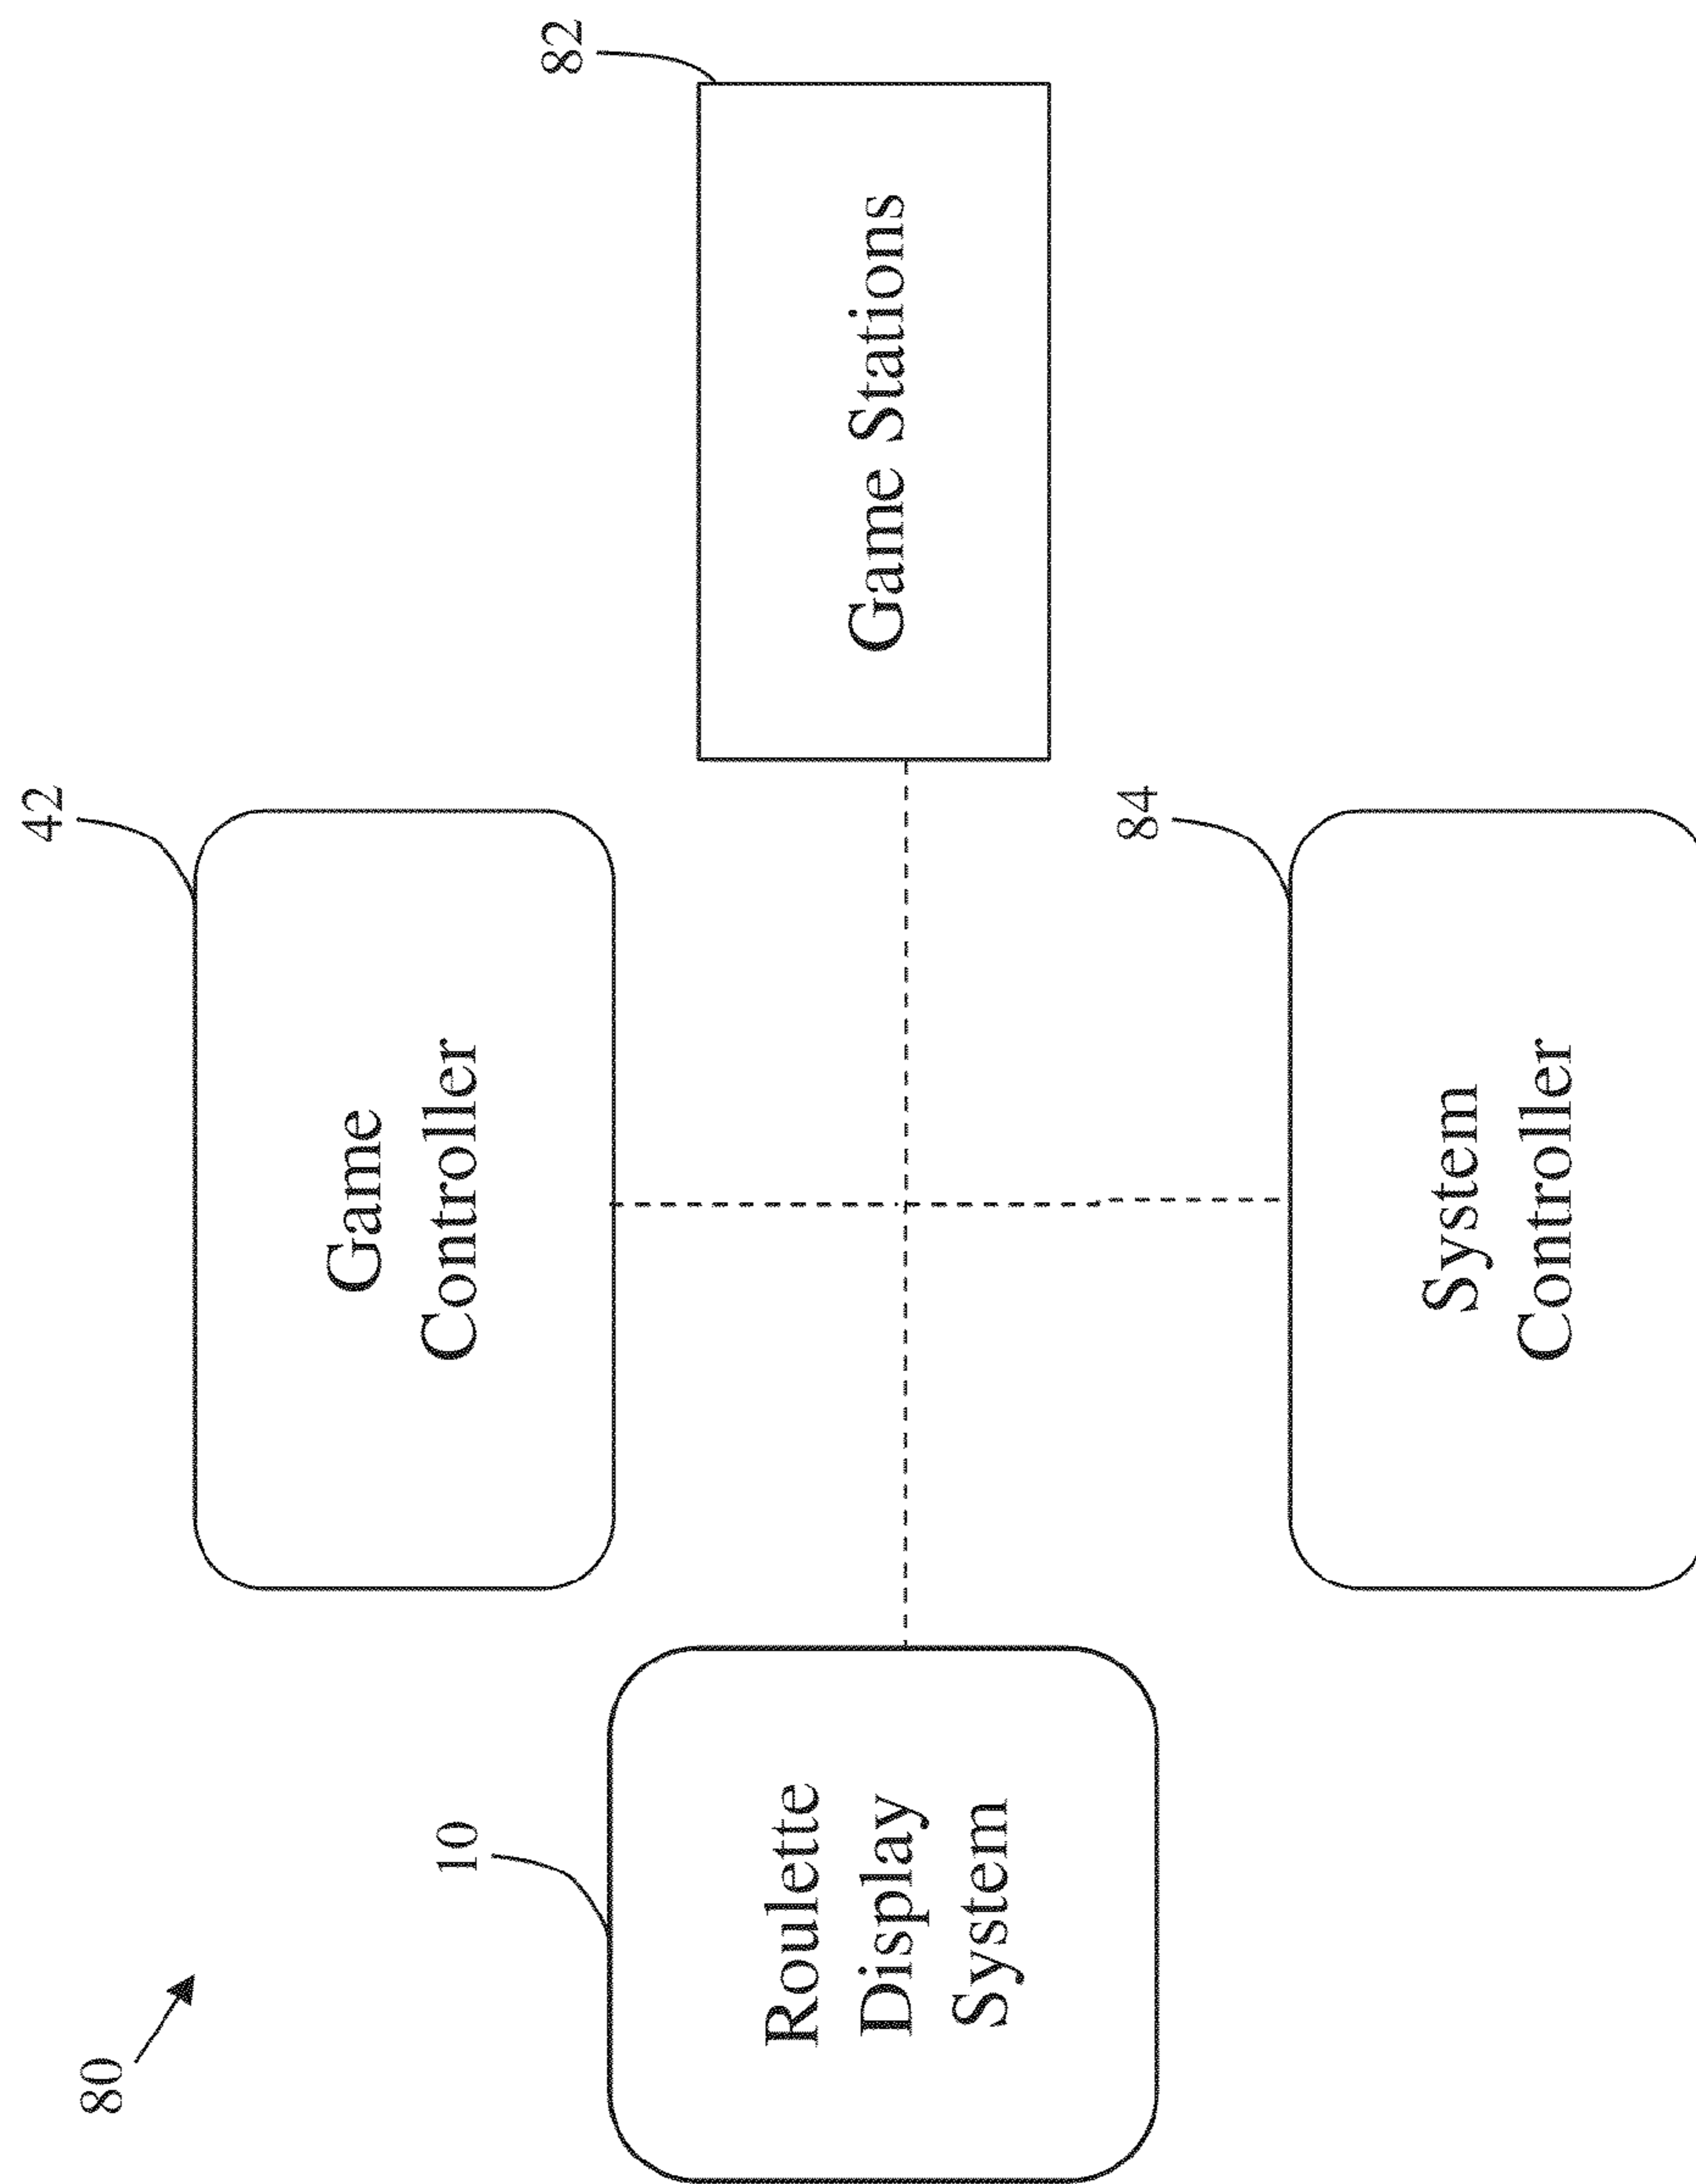 42
80
Game
Controller
10
82
Roulette
Display
System
Game Stations
84
System
Controller